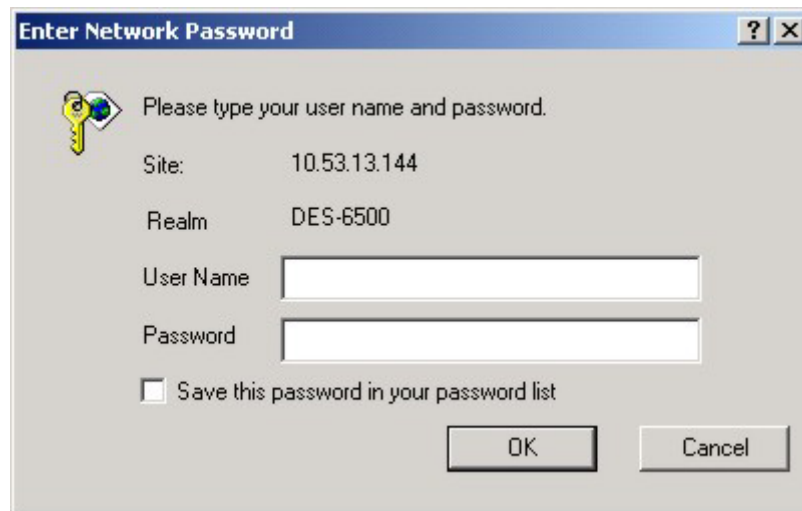 Enter Network Password
Please type your user name and password.
Site: 10.53.13.144
Realm DES-6500
User Name
Password
Save this password in your password list
OK Cancel